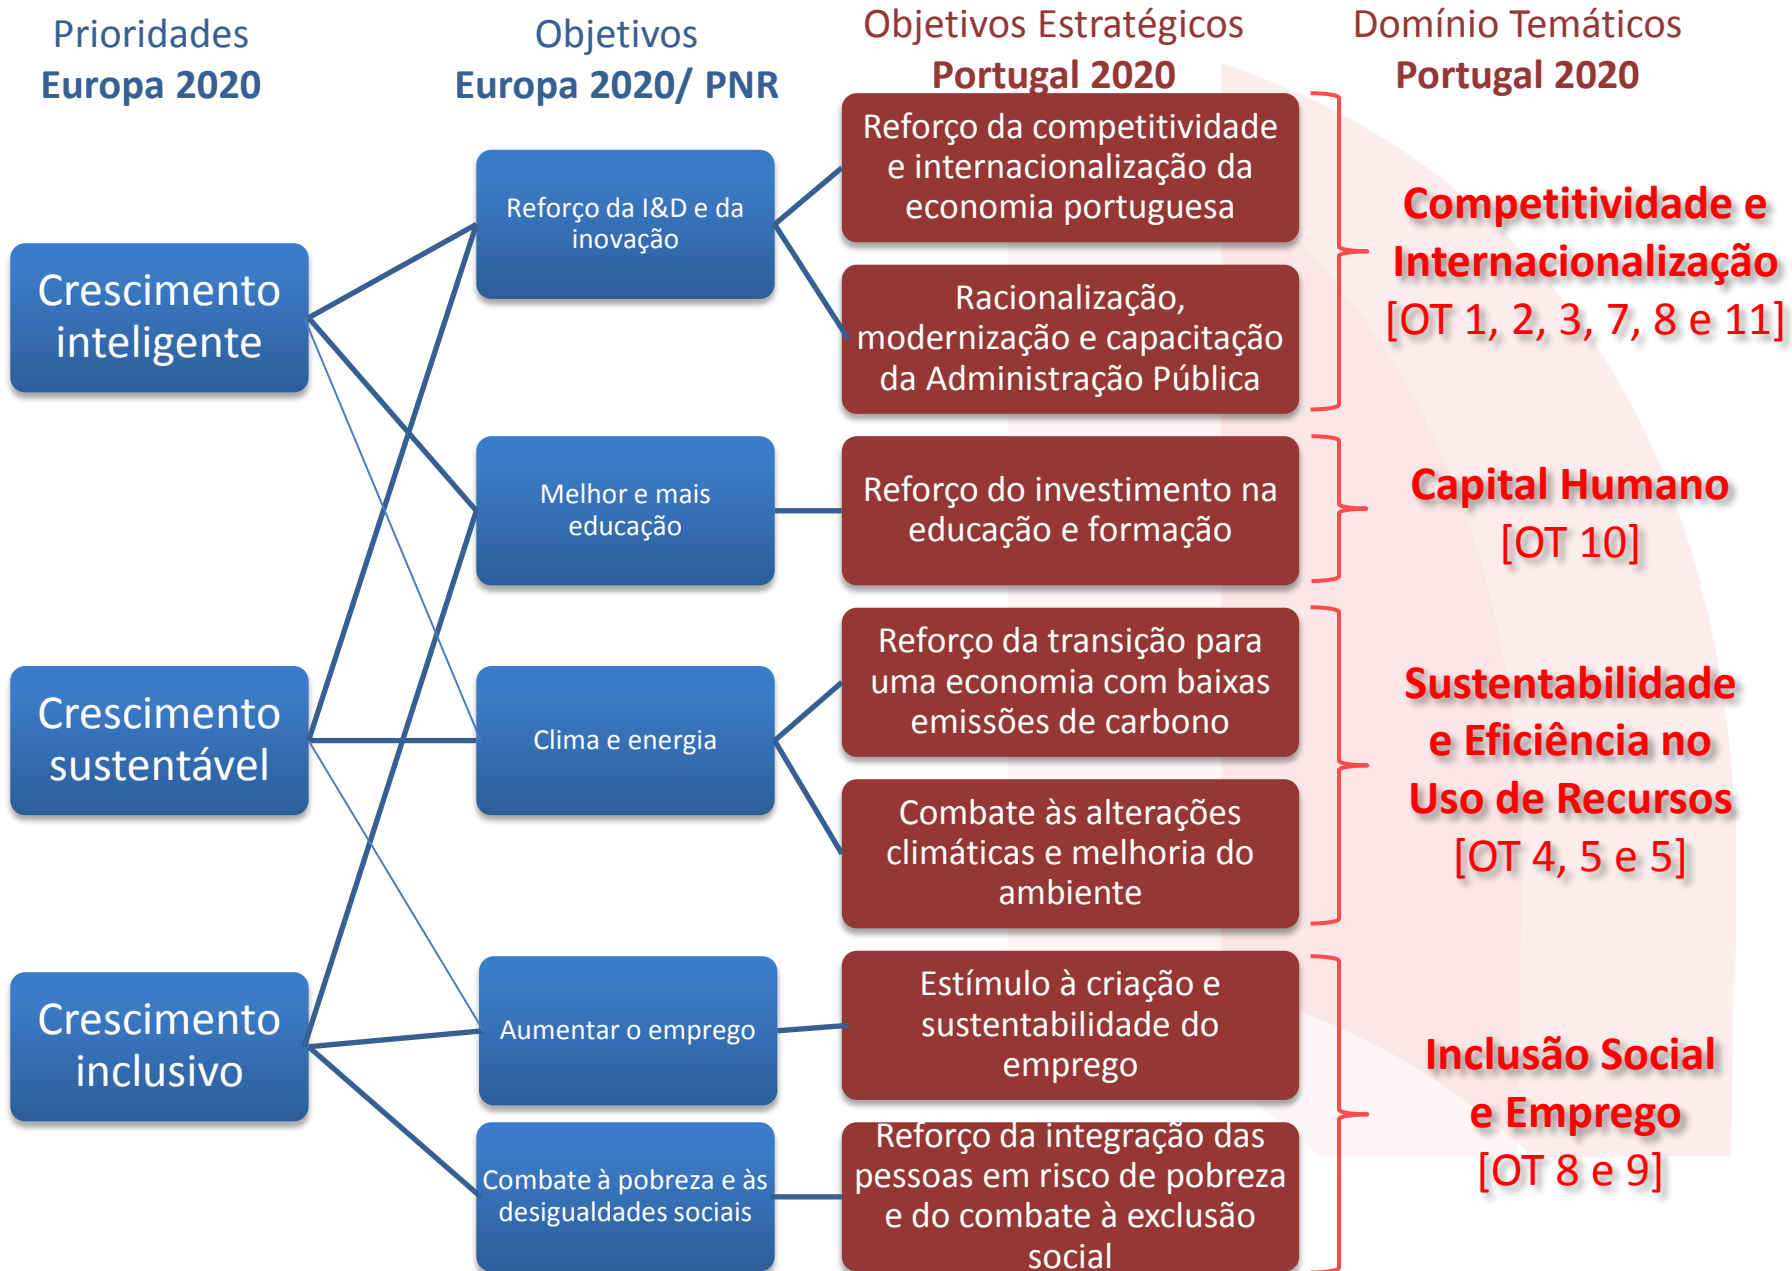 Prioridades
Europa 2020
Objetivos
Europa 2020/ PNR
Objetivos Estratégicos
Portugal 2020
Domínio Temáticos
Portugal 2020
Crescimento
inteligente
Crescimento
sustentável
Crescimento
inclusivo
Reforço da I&D e da
inovação
Melhor e mais
educação
Clima e energia
Aumentar o emprego
Combate à pobreza e às
desigualdades sociais
Reforço da competitividade
e internacionalização da
economia portuguesa
Racionalização,
modernização e capacitação
da Administração Pública
Reforço do investimento na
educação e formação
Reforço da transição para
uma economia com baixas
emissões de carbono
Combate às alterações
climáticas e melhoria do
ambiente
Estímulo à criação e
sustentabilidade do
emprego
Reforço da integração das
pessoas em risco de pobreza
e do combate à exclusão
social
Competitividade e
Internacionalização
[OT 1, 2, 3, 7, 8 e 11]
Capital Humano
[OT 10]
Sustentabilidade
e Eficiência no
Uso de Recursos
[OT 4, 5 e 5]
Inclusão Social
e Emprego
[OT 8 e 9]